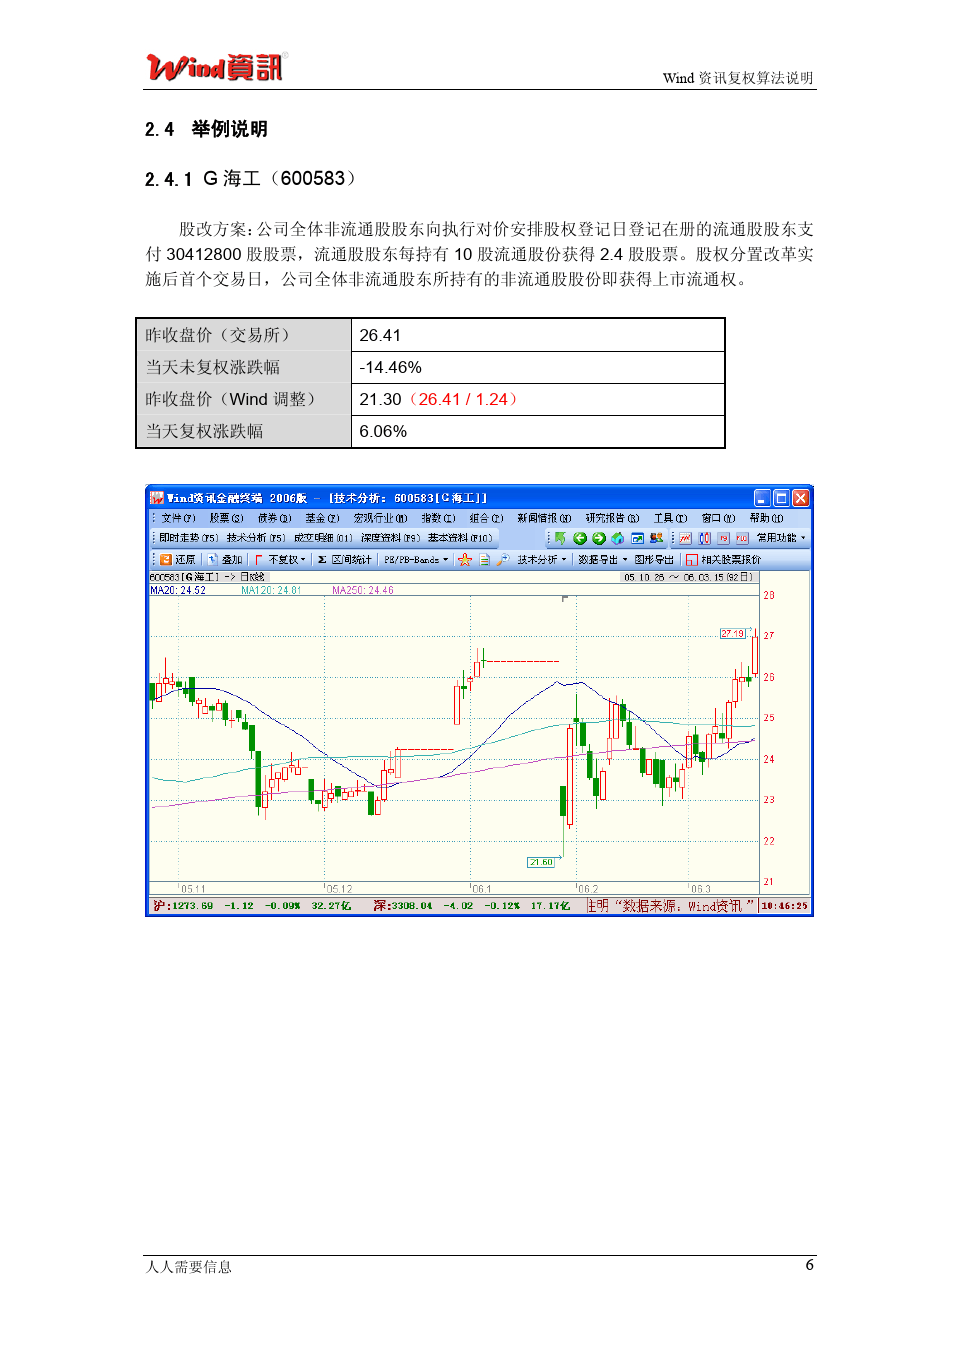 Wind資訊
Wind 资讯复权算法说明
2.4 举例说明
2.4.1 G 海工（600583）
股改方案：公司全体非流通股股东向执行对价安排股权登记日登记在册的流通股股东支
付 30412800 股股票，流通股股东每持有 10 股流通股份获得 2.4 股股票。股权分置改革实
施后首个交易日，公司全体非流通股东所持有的非流通股股份即获得上市流通权。
昨收盘价（交易所） 26.41
当天未复权涨跌幅 -14.46%
昨收盘价（Wind 调整） 21.30（26.41 / 1.24）
当天复权涨跌幅 6.06%
Wind资讯金融终端 2006版 - [技术分析: 600583[G海工]]
文件(F) 股票(S) 债券(B) 基金(F) 宏观行业(M) 指数(I) 组合(P) 新闻情报(N) 研究报告(R) 工具(T) 窗口(W) 帮助(H)
即时走势(F5) 技术分析(F5) 成交明细(01) 深度资料(F9) 基本资料(F10) F9 F10 常用功能
还原 叠加 不复权 Σ 区间统计 PE/PB-Bands 技术分析 数据导出 图形导出 相关股票报价
600583[G海工] -> 日线 05.10.26 ～ 06.03.15(92日)
MA20: 24.52 MA120: 24.81 MA250: 24.46
28
27.19
27
26
25
24
23
22
21.60
21
05.11 05.12 06.1 06.2 06.3
沪:1273.69 -1.12 -0.09% 32.27亿 深:3308.04 -4.02 -0.12% 17.17亿 注明“数据来源: Wind资讯 ” 10:46:25
人人需要信息
6